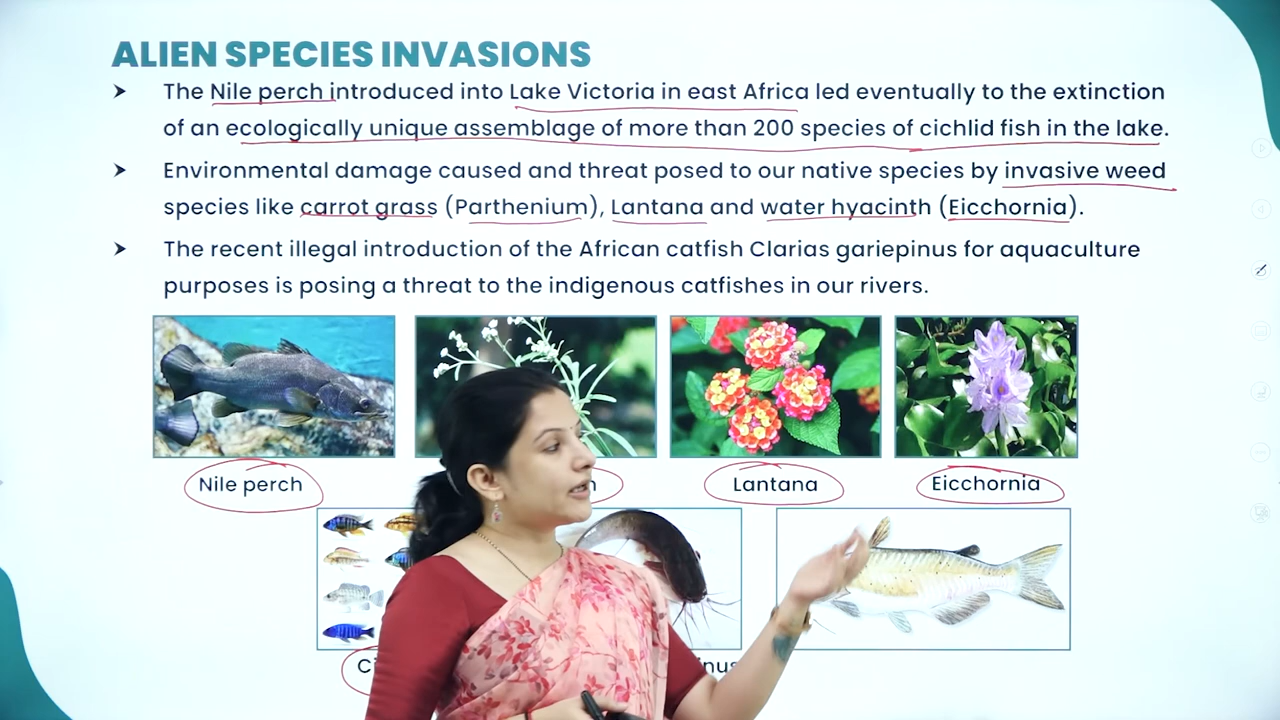 ALIEN SPECIES INVASIONS
The Nile perch introduced into Lake Victoria in east Africa led eventually to the extinction
of an ecologically unique assemblage of more than 200 species of cichlid fish in the lake.
Environmental damage caused and threat posed to our native species by invasive weed
species like carrot grass (Parthenium), Lantana and water hyacinth (Eicchornia).
The recent illegal introduction of the African catfish Clarias gariepinus for aquaculture
purposes is posing a threat to the indigenous catfishes in our rivers.
Nile perch
Lantana
Eicchornia